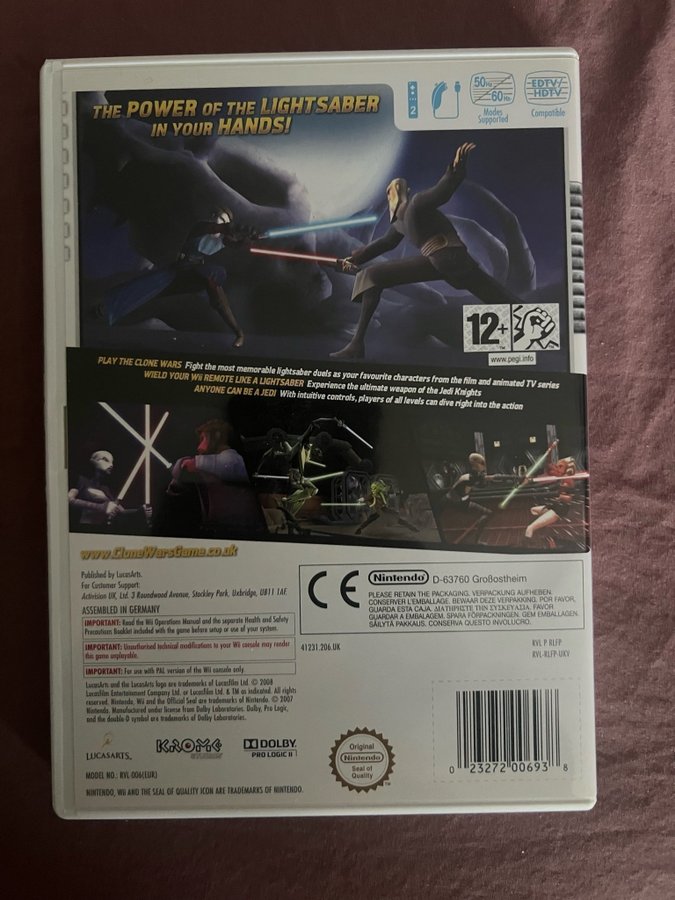 THE POWER OF THE LIGHTSABER
IN YOUR HANDS!
2
50Hz
60Hz
Modes
Supported
EDTV/
HDTV
Compatible
12+
www.pegi.info
PLAY THE CLONE WARS Fight the most memorable lightsaber duels as your favourite characters from the film and animated TV series
WIELD YOUR Wii REMOTE LIKE A LIGHTSABER Experience the ultimate weapon of the Jedi Knights
ANYONE CAN BE A JEDI With intuitive controls, players of all levels can dive right into the action
www.CloneWarsGame.co.uk
Published by LucasArts.
For Customer Support:
Activision UK, Ltd. 3 Roundwood Avenue, Stockley Park, Uxbridge, UB11 1AF.
ASSEMBLED IN GERMANY
IMPORTANT: Read the Wii Operations Manual and the separate Health and Safety
Precautions Booklet included with the game before setup or use of your system.
IMPORTANT: Unauthorised technical modifications to your Wii console may render
this game unplayable.
IMPORTANT: For use with PAL version of the Wii console only.
LucasArts and the LucasArts logo are trademarks of Lucasfilm Ltd. © 2008
Lucasfilm Entertainment Company Ltd. or Lucasfilm Ltd. & TM as indicated. All rights
reserved. Nintendo, Wii and the Official Seal are trademarks of Nintendo. © 2007
Nintendo. Manufactured under license from Dolby Laboratories. Dolby, Pro Logic,
and the double-D symbol are trademarks of Dolby Laboratories.
CE
Nintendo D-63760 Großostheim
PLEASE RETAIN THE PACKAGING. VERPACKUNG AUFHEBEN.
CONSERVER L'EMBALLAGE. BEWAAR DEZE VERPAKKING. POR FAVOR,
GUARDA ESTA CAJA. ΔΙΑΤΗΡΗΣΤΕ ΤΗΝ ΣΥΣΚΕΥΑΣΙΑ. FAVOR
GUARDAR A EMBALAGEM. SPARA FÖRPACKNINGEN. GEM EMBALLAGEN.
SÄILYTÄ PAKKAUS. CONSERVA QUESTO INVOLUCRO.
41231.206.UK
RVL P RLFP
RVL-RLFP-UKV
LUCASARTS.
KROME
STUDIOS
DOLBY
PRO LOGIC II
Original
Nintendo
Seal of
Quality
TM
0 23272 00693 8
MODEL NO.: RVL-006(EUR)
NINTENDO, Wii AND THE SEAL OF QUALITY ICON ARE TRADEMARKS OF NINTENDO.